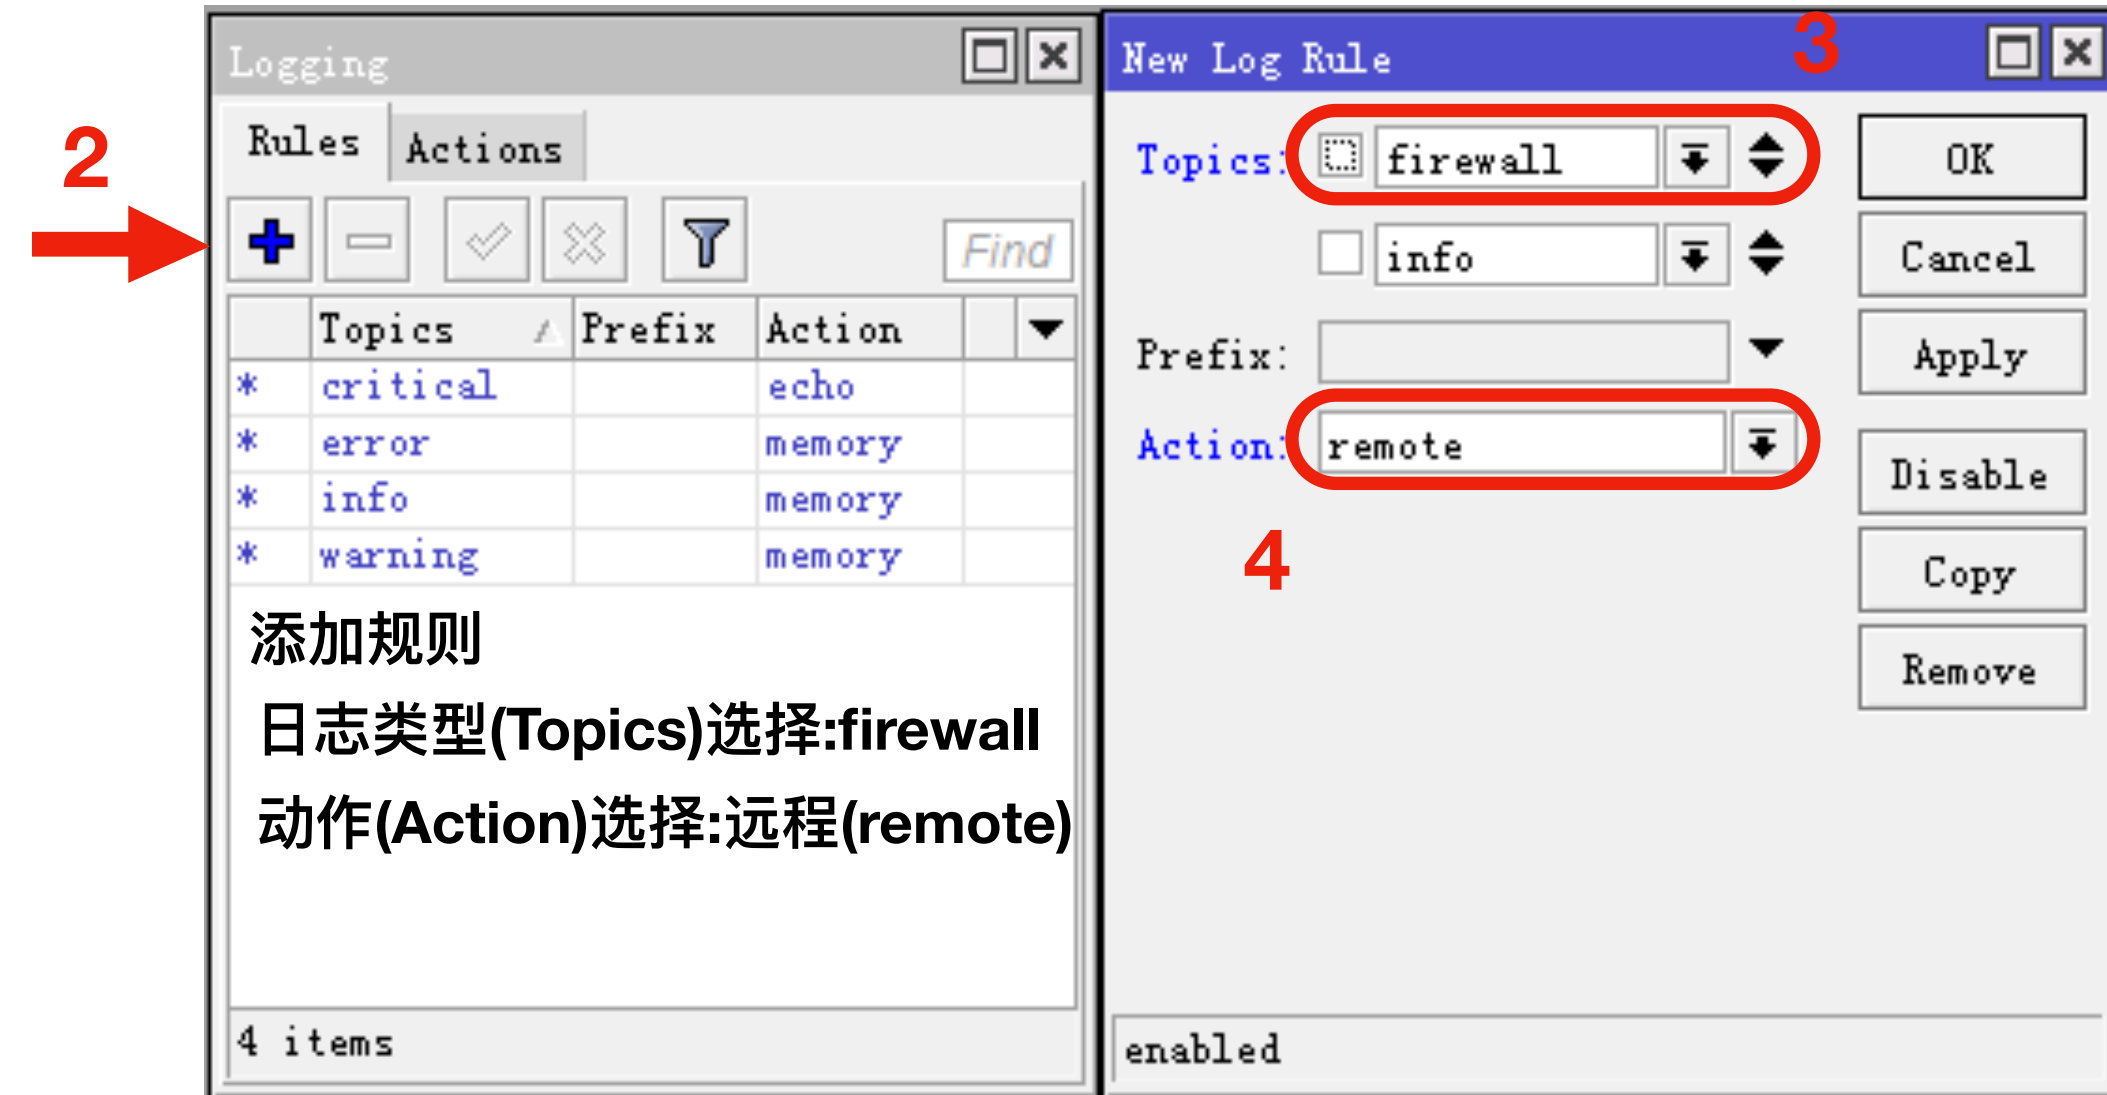 Logging
Rules Actions
2
Find
Topics Prefix Action
* critical echo
* error memory
* info memory
* warning memory
添加规则
日志类型(Topics)选择:firewall
动作(Action)选择:远程(remote)
4 items
New Log Rule
3
Topics: firewall
info
Prefix:
Action: remote
4
OK
Cancel
Apply
Disable
Copy
Remove
enabled